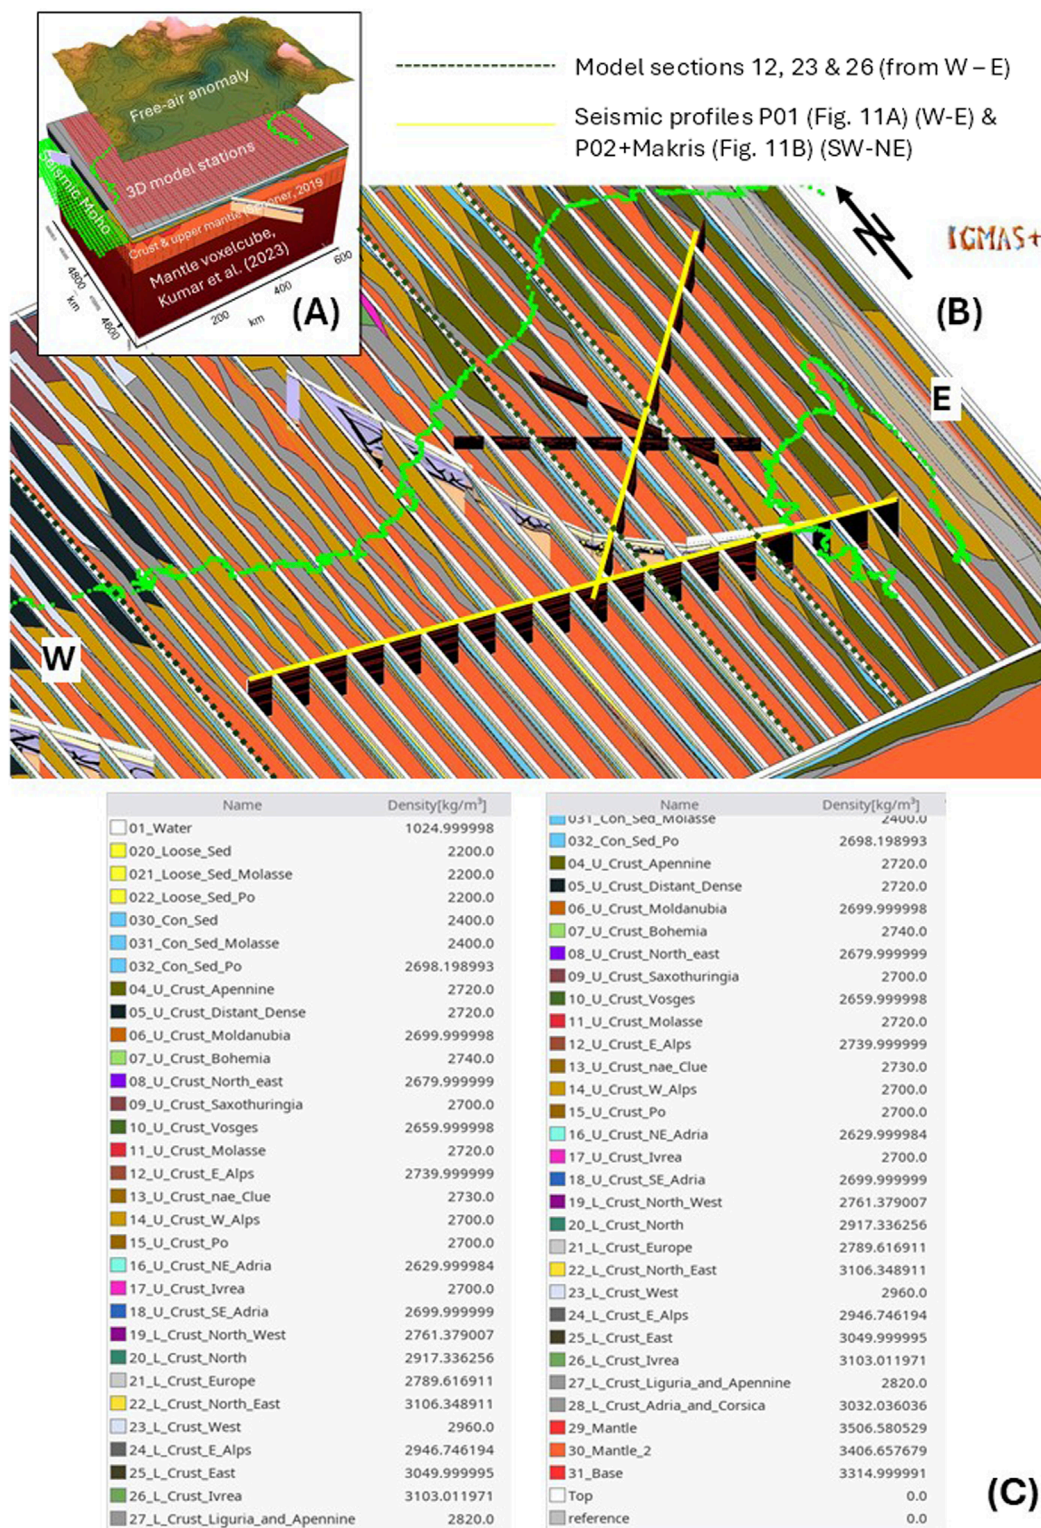 Model sections 12, 23 & 26 (from W – E)
Seismic profiles P01 (Fig. 11A) (W-E) &
P02+Makris (Fig. 11B) (SW-NE)
Free-air anomaly
3D model stations
Seismic Moho
Crust & upper mantle
2019
Mantle voxelcube,
Kumar et al. (2023)
4800
km
4600
200
km
400
600
(A)
IGMAS+
(B)
E
W
Name Density[kg/m³]
01_Water 1024.999998
020_Loose_Sed 2200.0
021_Loose_Sed_Molasse 2200.0
022_Loose_Sed_Po 2200.0
030_Con_Sed 2400.0
031_Con_Sed_Molasse 2400.0
032_Con_Sed_Po 2698.198993
04_U_Crust_Apennine 2720.0
05_U_Crust_Distant_Dense 2720.0
06_U_Crust_Moldanubia 2699.999998
07_U_Crust_Bohemia 2740.0
08_U_Crust_North_east 2679.999999
09_U_Crust_Saxothuringia 2700.0
10_U_Crust_Vosges 2659.999998
11_U_Crust_Molasse 2720.0
12_U_Crust_E_Alps 2739.999999
13_U_Crust_nae_Clue 2730.0
14_U_Crust_W_Alps 2700.0
15_U_Crust_Po 2700.0
16_U_Crust_NE_Adria 2629.999984
17_U_Crust_Ivrea 2700.0
18_U_Crust_SE_Adria 2699.999999
19_L_Crust_North_West 2761.379007
20_L_Crust_North 2917.336256
21_L_Crust_Europe 2789.616911
22_L_Crust_North_East 3106.348911
23_L_Crust_West 2960.0
24_L_Crust_E_Alps 2946.746194
25_L_Crust_East 3049.999995
26_L_Crust_Ivrea 3103.011971
27_L_Crust_Liguria_and_Apennine 2820.0
Name Density[kg/m³]
031_Con_Sed_Molasse 2400.0
032_Con_Sed_Po 2698.198993
04_U_Crust_Apennine 2720.0
05_U_Crust_Distant_Dense 2720.0
06_U_Crust_Moldanubia 2699.999998
07_U_Crust_Bohemia 2740.0
08_U_Crust_North_east 2679.999999
09_U_Crust_Saxothuringia 2700.0
10_U_Crust_Vosges 2659.999998
11_U_Crust_Molasse 2720.0
12_U_Crust_E_Alps 2739.999999
13_U_Crust_nae_Clue 2730.0
14_U_Crust_W_Alps 2700.0
15_U_Crust_Po 2700.0
16_U_Crust_NE_Adria 2629.999984
17_U_Crust_Ivrea 2700.0
18_U_Crust_SE_Adria 2699.999999
19_L_Crust_North_West 2761.379007
20_L_Crust_North 2917.336256
21_L_Crust_Europe 2789.616911
22_L_Crust_North_East 3106.348911
23_L_Crust_West 2960.0
24_L_Crust_E_Alps 2946.746194
25_L_Crust_East 3049.999995
26_L_Crust_Ivrea 3103.011971
27_L_Crust_Liguria_and_Apennine 2820.0
28_L_Crust_Adria_and_Corsica 3032.036036
29_Mantle 3506.580529
30_Mantle_2 3406.657679
31_Base 3314.999991
Top 0.0
reference 0.0
(C)